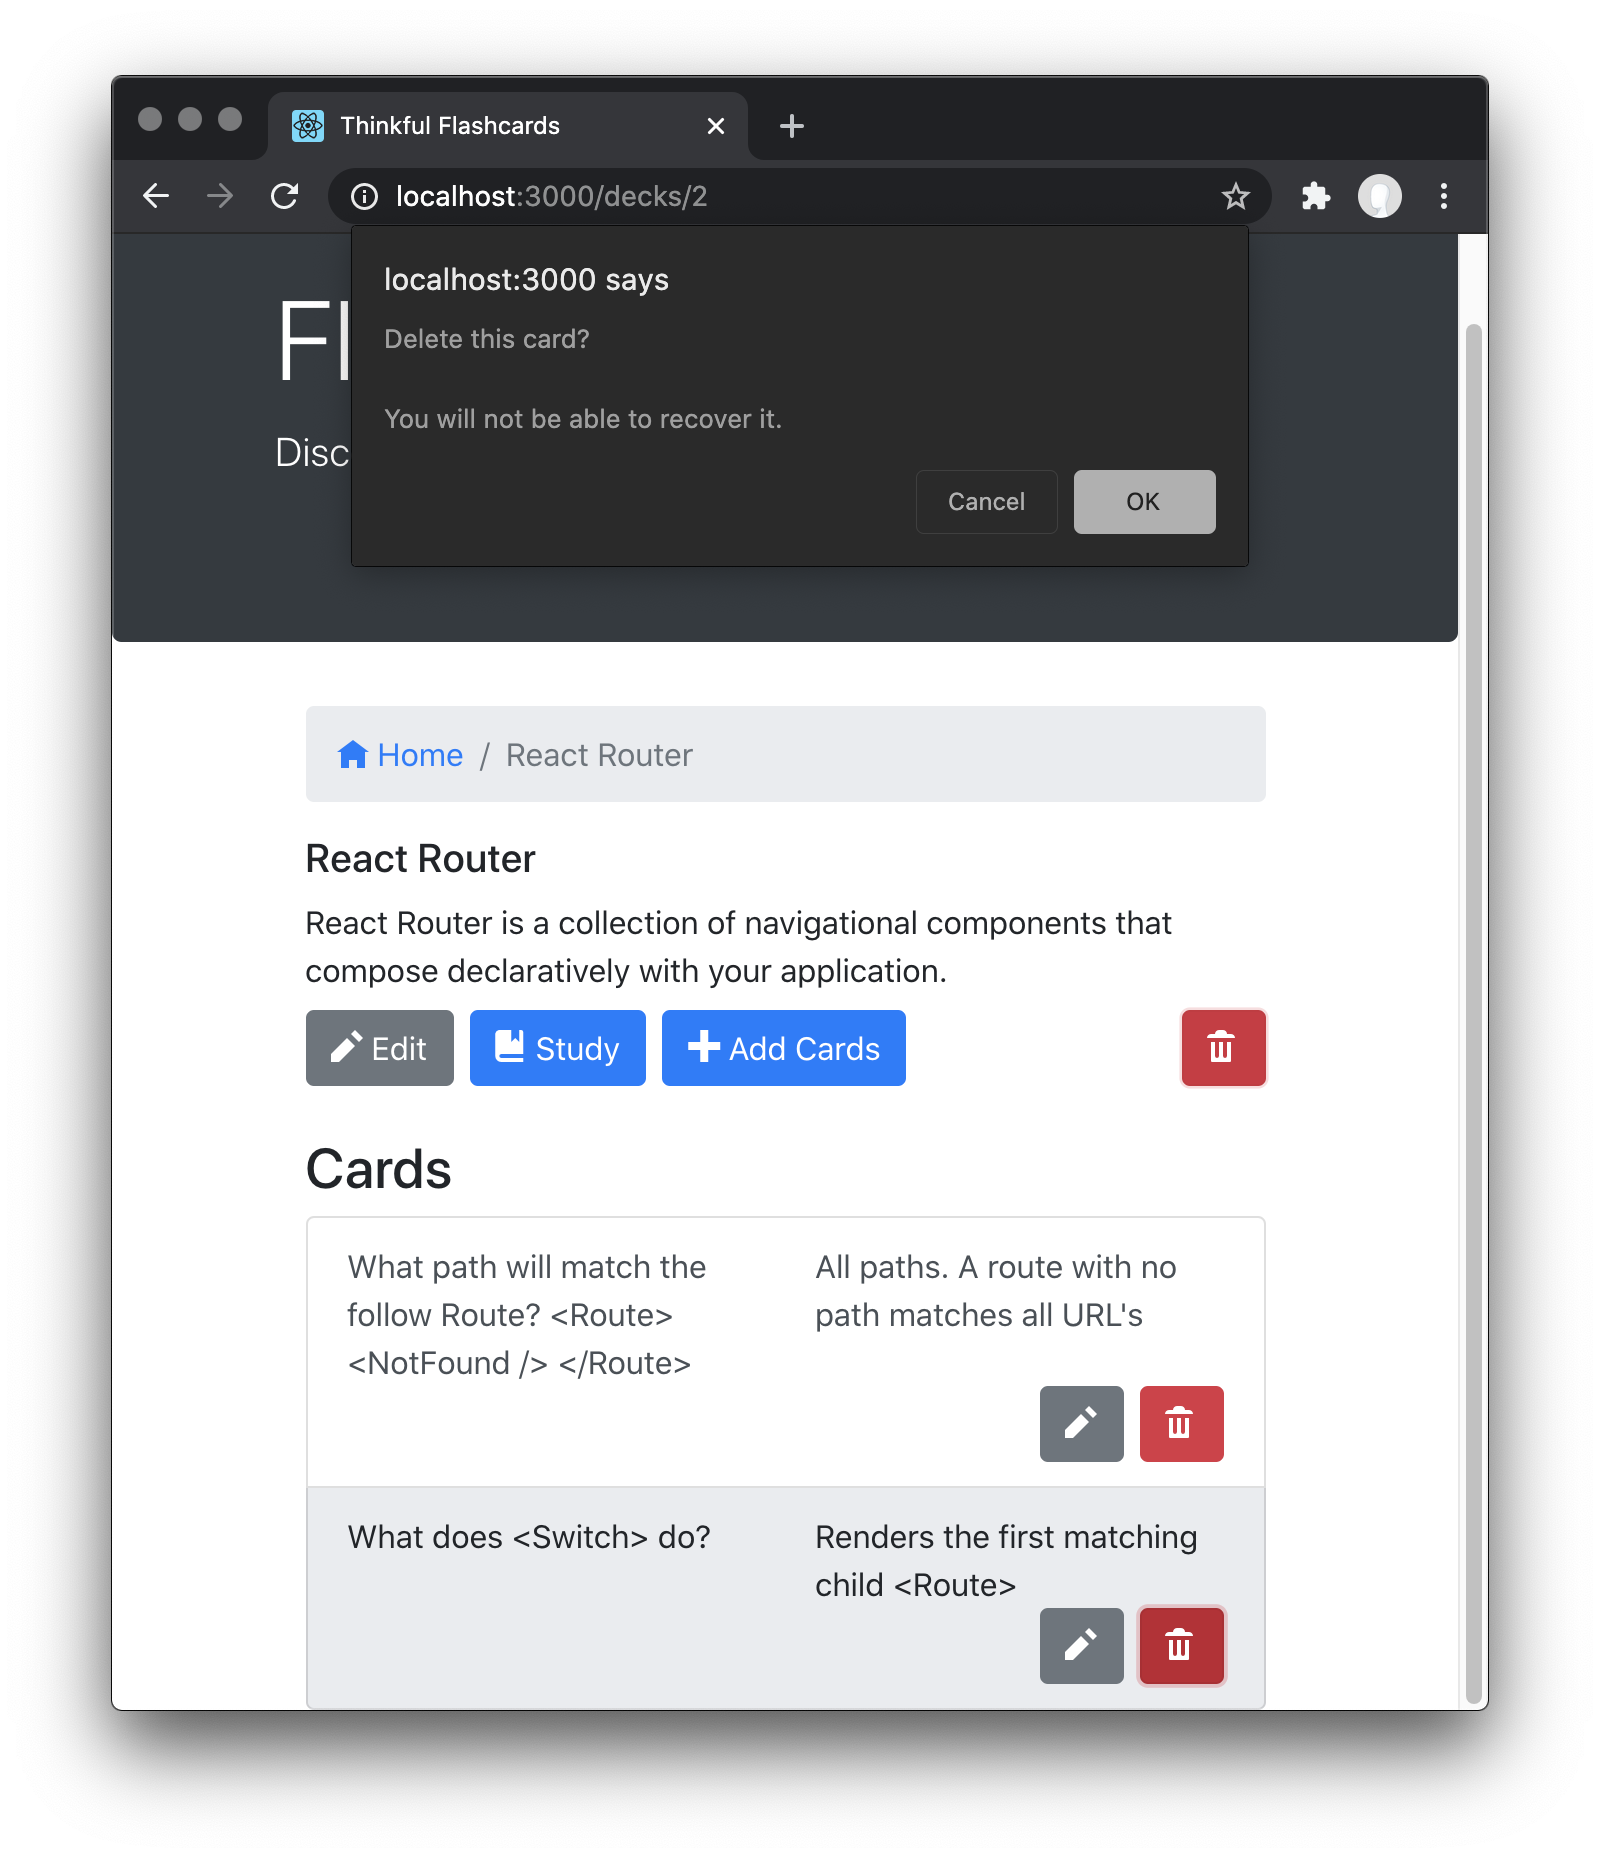 Thinkful Flashcards
localhost:3000/decks/2
localhost:3000 says
Delete this card?
You will not be able to recover it.
Cancel
OK
Home / React Router
React Router
React Router is a collection of navigational components that
compose declaratively with your application.
Edit
Study
Add Cards
Cards
What path will match the
follow Route? <Route>
<NotFound /> </Route>
All paths. A route with no
path matches all URL's
What does <Switch> do?
Renders the first matching
child <Route>